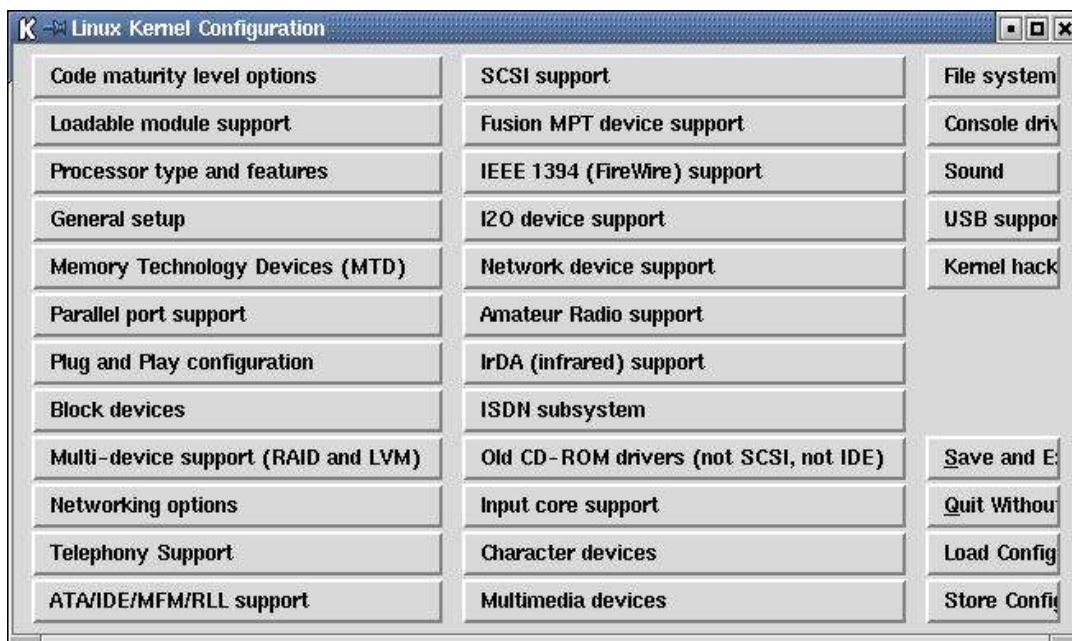 Linux Kernel Configuration
Code maturity level options
Loadable module support
Processor type and features
General setup
Memory Technology Devices (MTD)
Parallel port support
Plug and Play configuration
Block devices
Multi-device support (RAID and LVM)
Networking options
Telephony Support
ATA/IDE/MFM/RLL support
SCSI support
Fusion MPT device support
IEEE 1394 (FireWire) support
I2O device support
Network device support
Amateur Radio support
IrDA (infrared) support
ISDN subsystem
Old CD-ROM drivers (not SCSI, not IDE)
Input core support
Character devices
Multimedia devices
File system
Console driv
Sound
USB suppor
Kernel hack
Save and E
Quit Withou
Load Config
Store Config